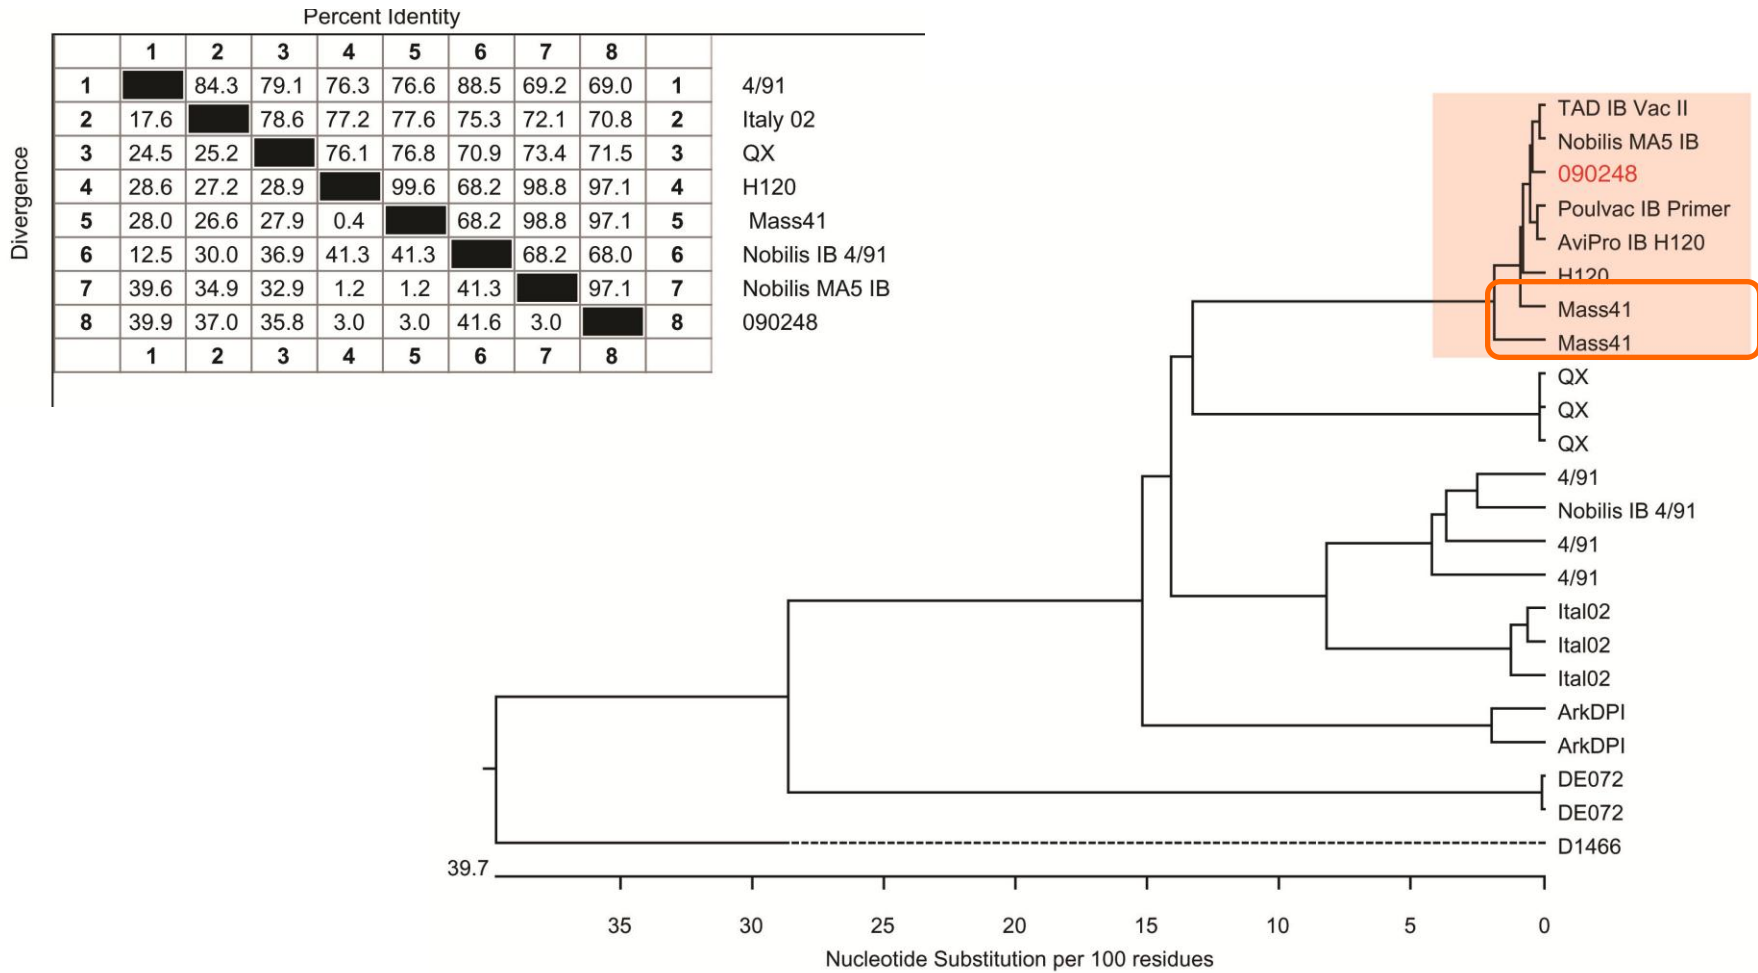 Percent Identity
1 2 3 4 5 6 7 8
1 84.3 79.1 76.3 76.6 88.5 69.2 69.0 1 4/91
2 17.6 78.6 77.2 77.6 75.3 72.1 70.8 2 Italy 02
3 24.5 25.2 76.1 76.8 70.9 73.4 71.5 3 QX
4 28.6 27.2 28.9 99.6 68.2 98.8 97.1 4 H120
5 28.0 26.6 27.9 0.4 68.2 98.8 97.1 5 Mass41
6 12.5 30.0 36.9 41.3 41.3 68.2 68.0 6 Nobilis IB 4/91
7 39.6 34.9 32.9 1.2 1.2 41.3 97.1 7 Nobilis MA5 IB
8 39.9 37.0 35.8 3.0 3.0 41.6 3.0 8 090248
1 2 3 4 5 6 7 8
Divergence
TAD IB Vac II
Nobilis MA5 IB
090248
Poulvac IB Primer
AviPro IB H120
H120
Mass41
Mass41
QX
QX
QX
4/91
Nobilis IB 4/91
4/91
4/91
Ital02
Ital02
Ital02
ArkDPI
ArkDPI
DE072
DE072
D1466
39.7
35 30 25 20 15 10 5 0
Nucleotide Substitution per 100 residues